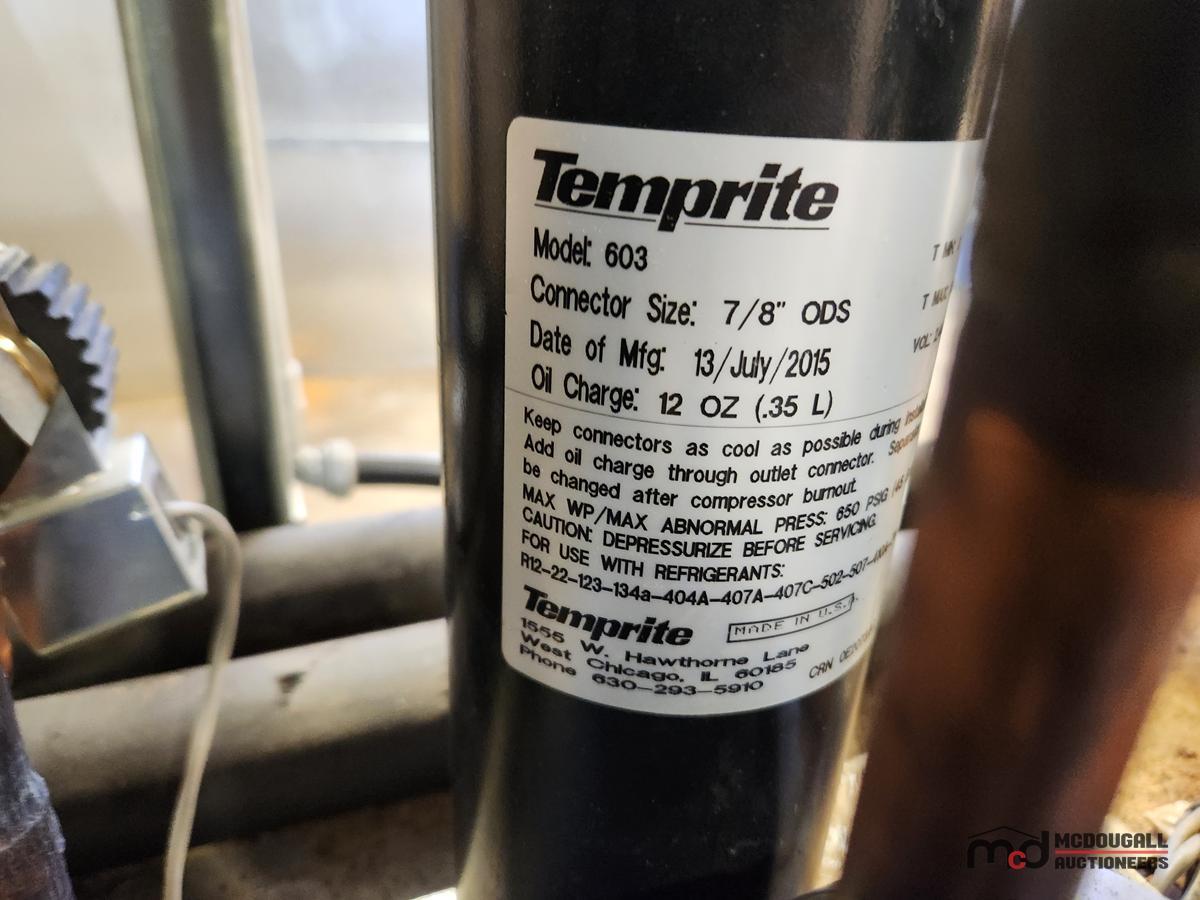 Temprite
Model: 603
Connector Size: 7/8" ODS
Date of Mfg: 13/July/2015
Oil Charge: 12 OZ (.35 L)
T MAX
VOL:
Keep connectors as cool as possible during
Add oil charge through outlet connector.
be changed after compressor burnout.
MAX WP/MAX ABNORMAL PRESS: 650 PSIG
CAUTION: DEPRESSURIZE BEFORE SERVICING.
FOR USE WITH REFRIGERANTS:
R12-22-123-134a-404A-407A-407C-502-507-
Temprite MADE IN U.S.A.
1555 W. Hawthorne Lane
West Chicago, IL 60185
Phone 630-293-5910
CRN
mcd MCDOUGALL
AUCTIONEERS